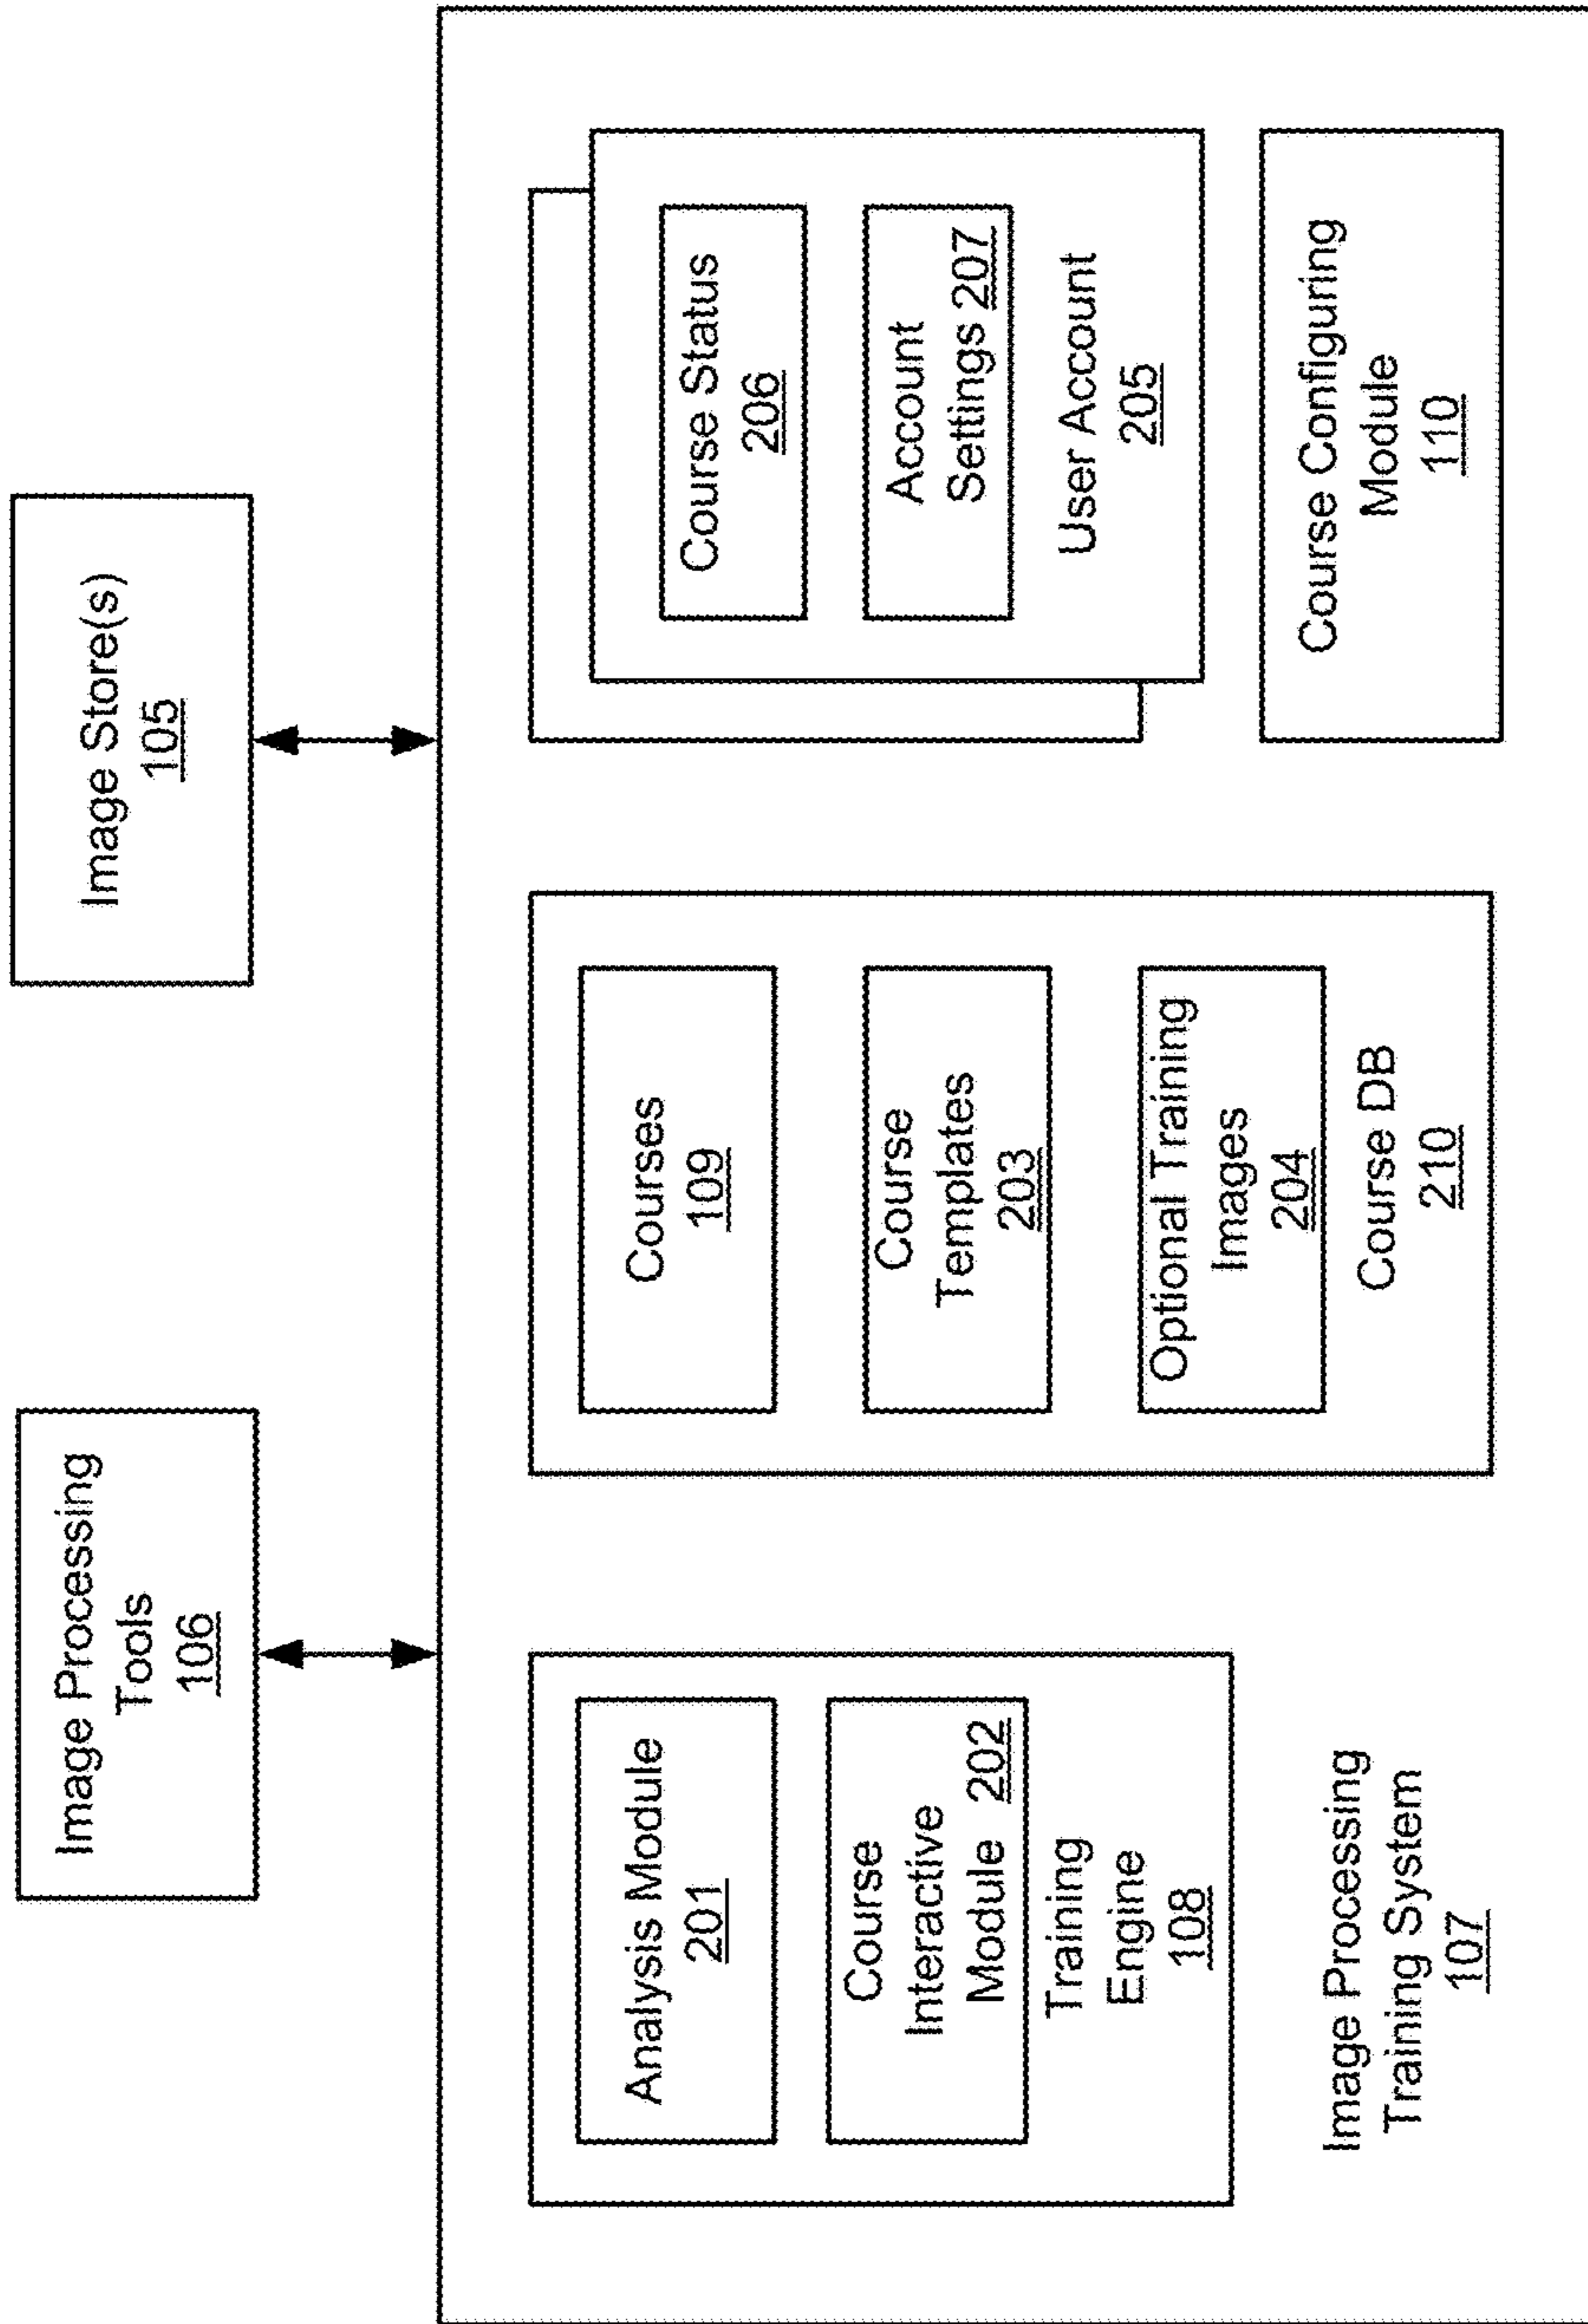 Image Processing
Tools
106
Image Store(s)
105
Analysis Module
201
Course
Interactive
Module 202
Training
Engine
108
Image Processing
Training System
107
Courses
109
Course
Templates
203
Optional Training
Images
204
Course DB
210
Course Status
206
Account
Settings 207
User Account
205
Course Configuring
Module
110